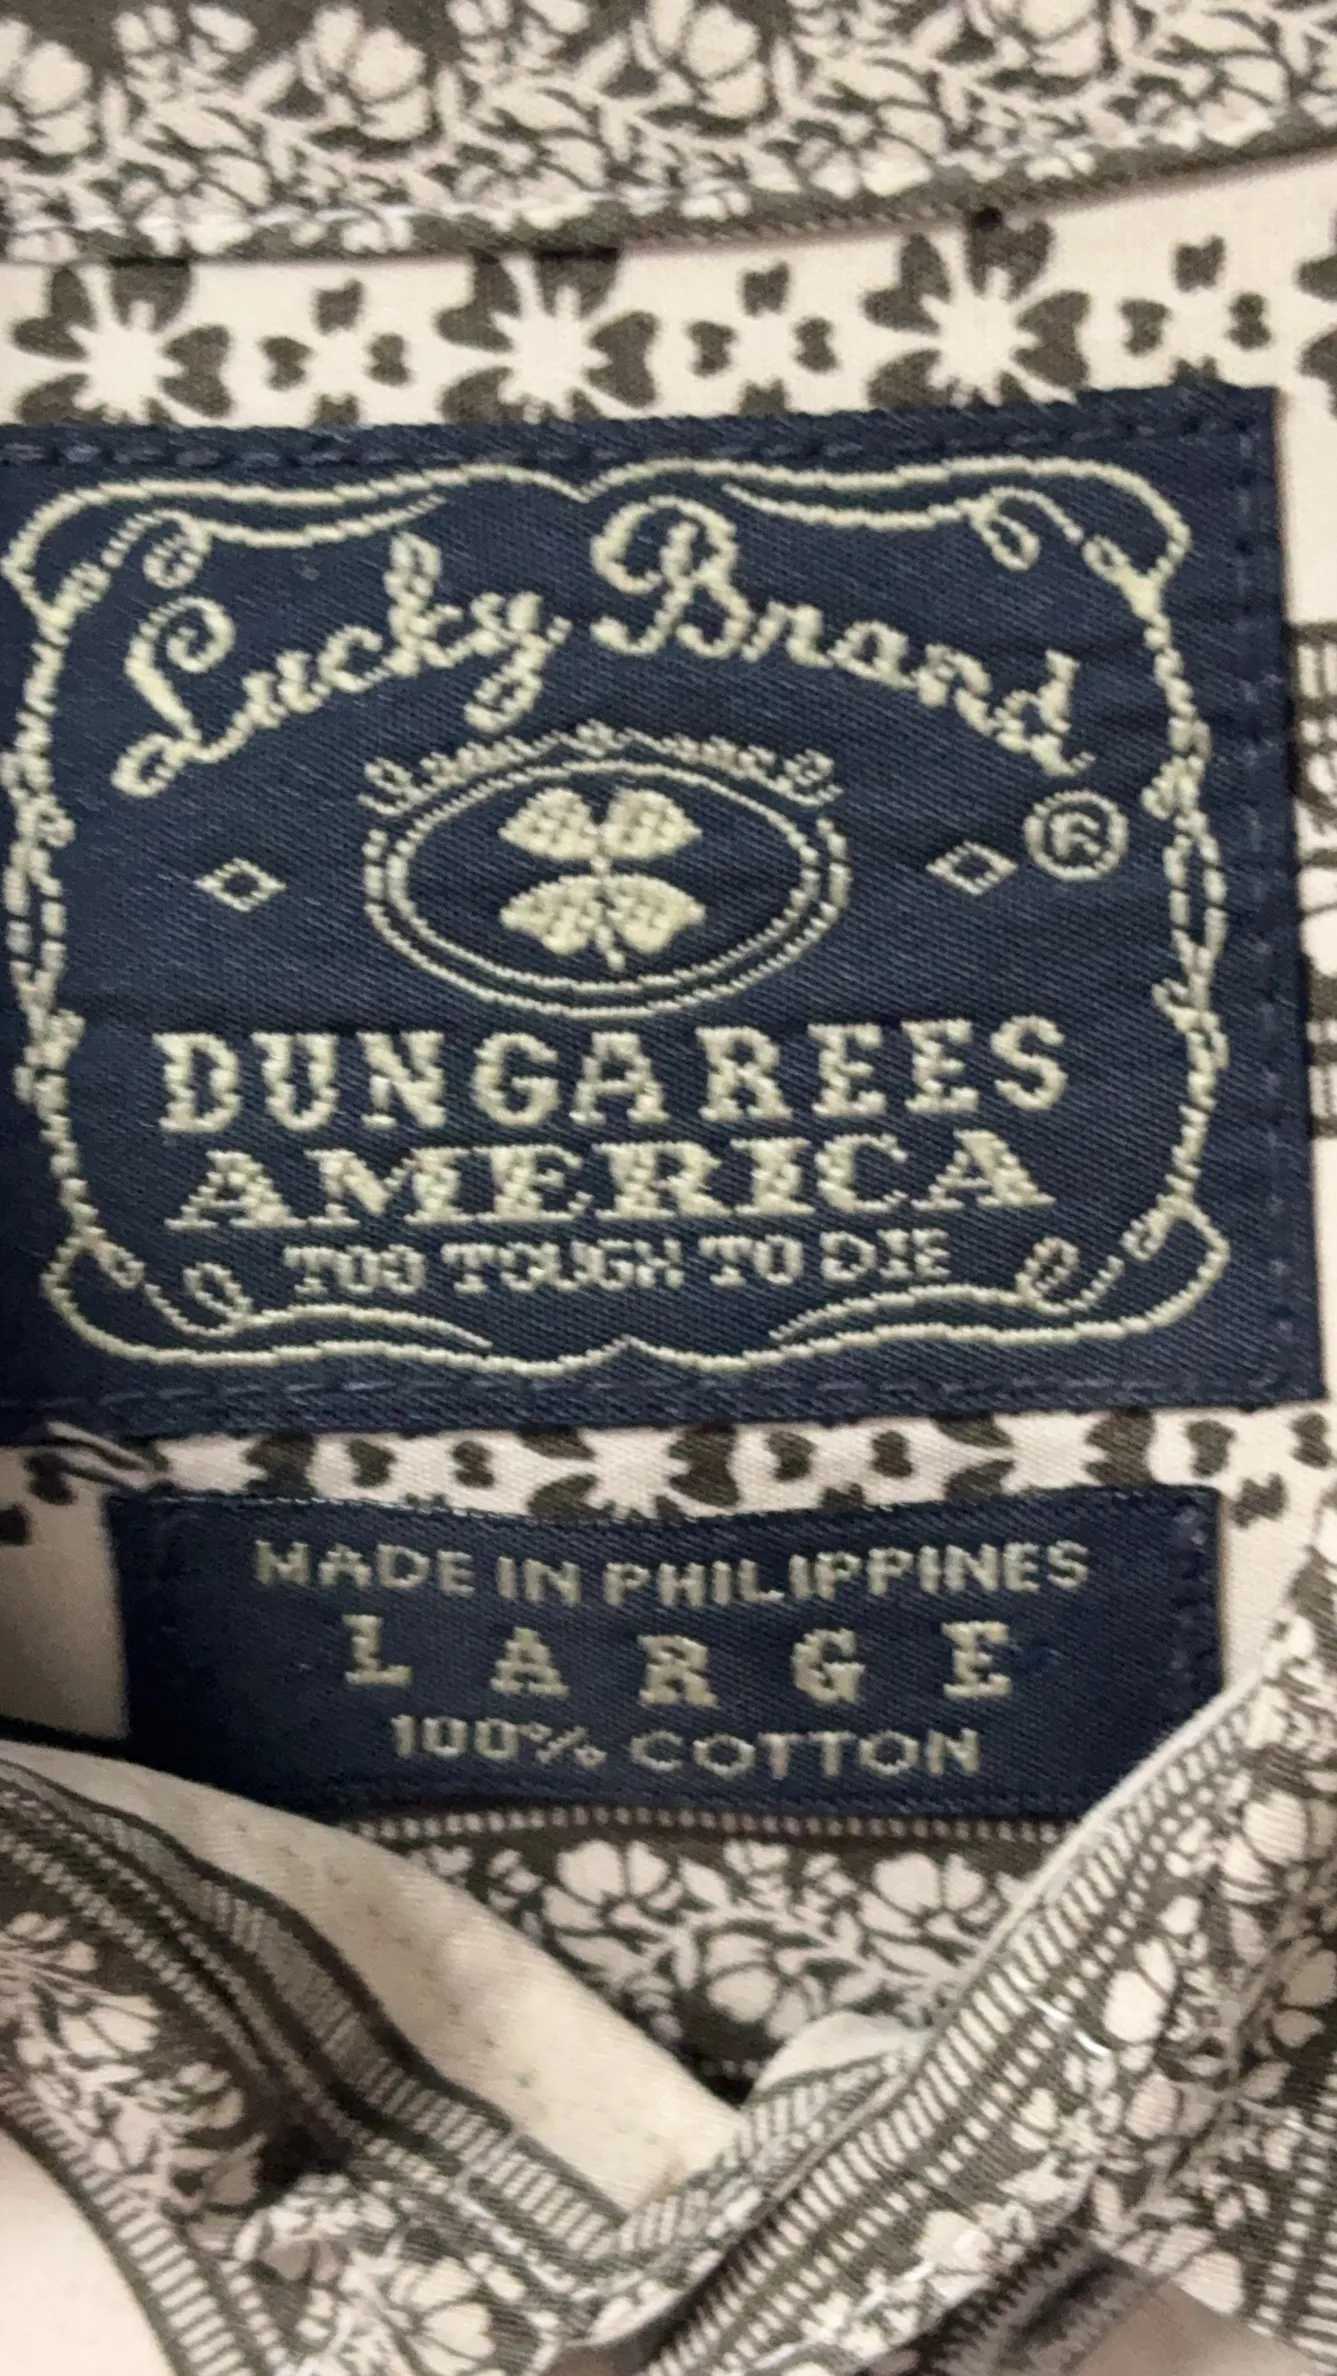 Lucky Brand®
DUNGAREES
AMERICA
TOO TOUGH TO DIE
MADE IN PHILIPPINES
LARGE
100% COTTON